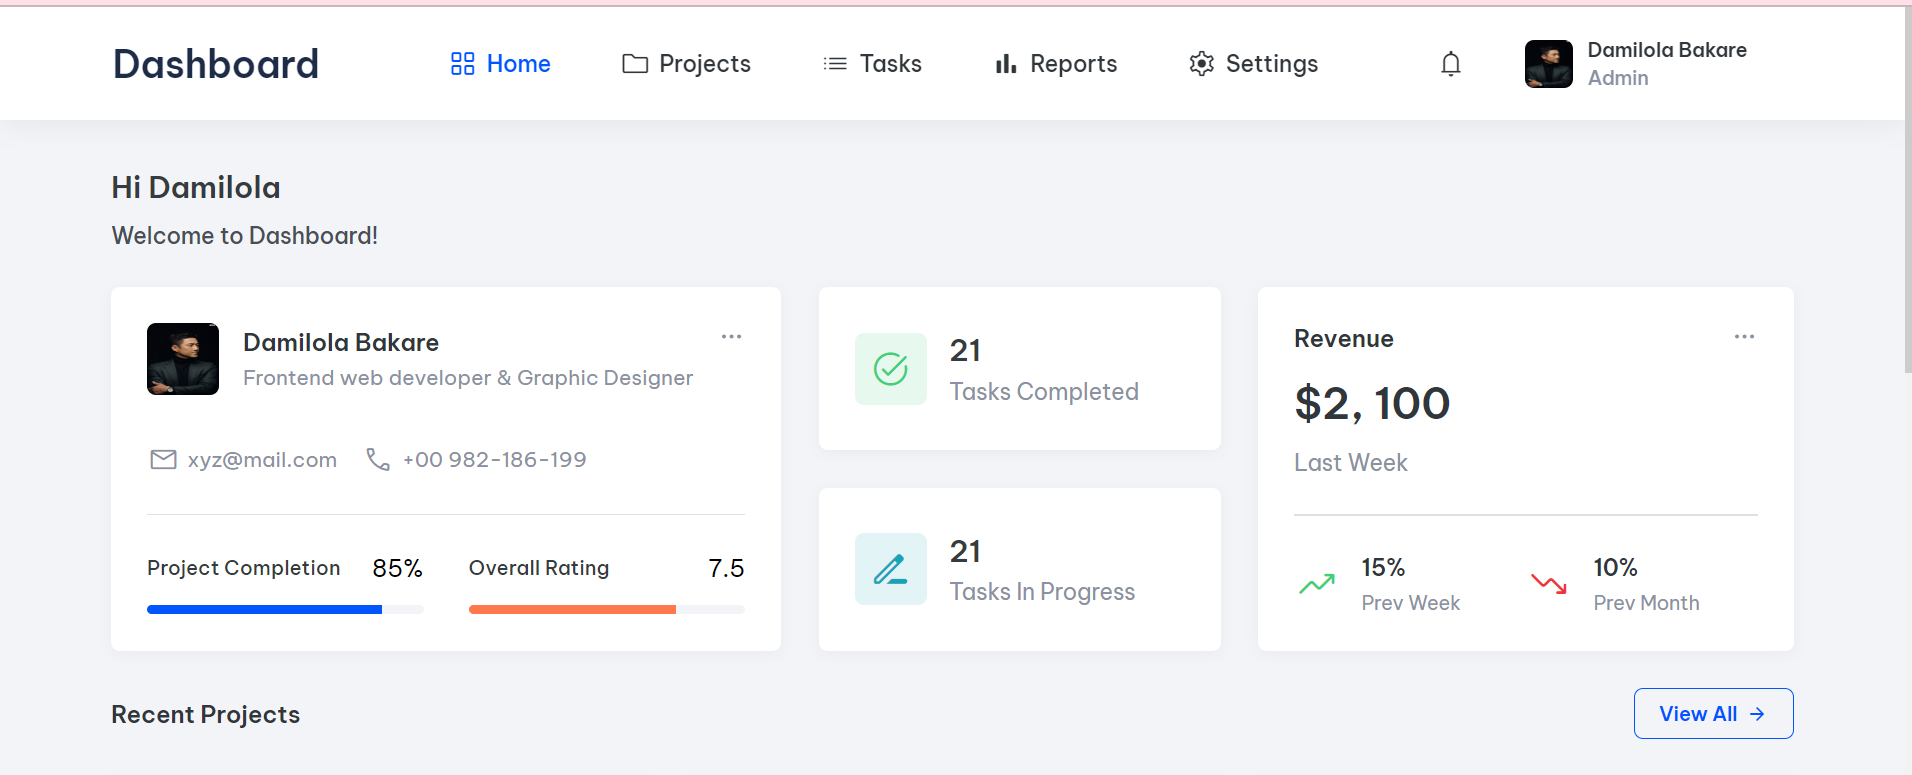 Dashboard
Home
Projects
Tasks
Reports
Settings
Damilola Bakare
Admin
Hi Damilola
Welcome to Dashboard!
Damilola Bakare
Frontend web developer & Graphic Designer
xyz@mail.com
+00 982-186-199
Project Completion 85%
Overall Rating 7.5
21
Tasks Completed
21
Tasks In Progress
Revenue
$2, 100
Last Week
15%
Prev Week
10%
Prev Month
Recent Projects
View All